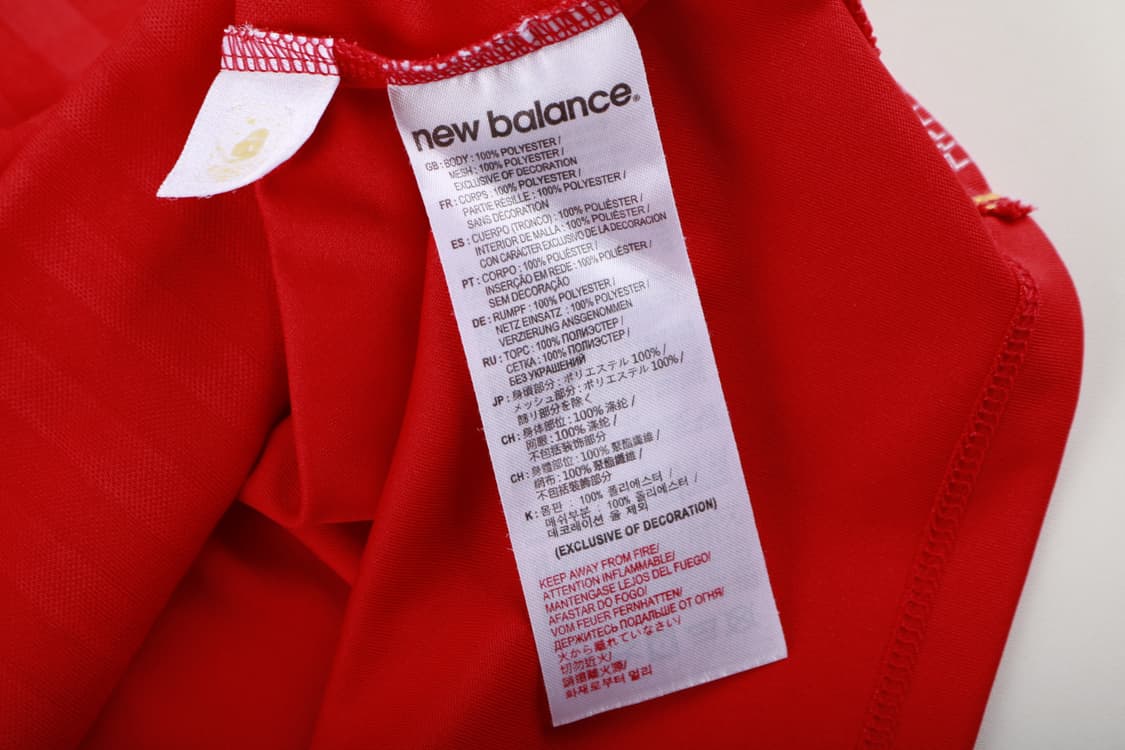 new balance®
GB : BODY : 100% POLYESTER /
MESH : 100% POLYESTER /
EXCLUSIVE OF DECORATION
FR : CORPS : 100% POLYESTER /
PARTIE RESILLE : 100% POLYESTER /
SANS DECORATION
ES : CUERPO (TRONCO) : 100% POLIÉSTER /
INTERIOR DE MALLA : 100% POLIÉSTER /
CON CARÁCTER EXCLUSIVO DE LA DECORACION
PT : CORPO : 100% POLIÉSTER /
INSERÇÃO EM REDE : 100% POLIÉSTER /
SEM DECORAÇÃO
DE : RUMPF : 100% POLYESTER /
NETZ EINSATZ : 100% POLYESTER /
VERZIERUNG AUSGENOMMEN
RU : ТОРС : 100% ПОЛИЭСТЕР /
СЕТКА : 100% ПОЛИЭСТЕР /
БЕЗ УКРАШЕНИЙ
JP : 身頃部分 : ポリエステル 100% /
メッシュ部分 : ポリエステル 100% /
飾り部分を除く
CH : 身体部位 : 100% 涤纶 /
网眼 : 100% 涤纶 /
不包括装饰部分
CH : 身體部位 : 100% 聚酯纖維 /
網布 : 100% 聚酯纖維 /
不包括裝飾部分
K : 몸판 : 100% 폴리에스터 /
메쉬부분 : 100% 폴리에스터 /
데코레이션 을 제외
(EXCLUSIVE OF DECORATION)
KEEP AWAY FROM FIRE/
ATTENTION INFLAMMABLE/
MANTENGASE LEJOS DEL FUEGO/
AFASTAR DO FOGO/
VOM FEUER FERNHATTEN/
ДЕРЖИТЕСЬ ПОДАЛЬШЕ ОТ ОГНЯ/
火から離れていなさい/
切勿近火/
請遠離火源/
화재로부터 멀리